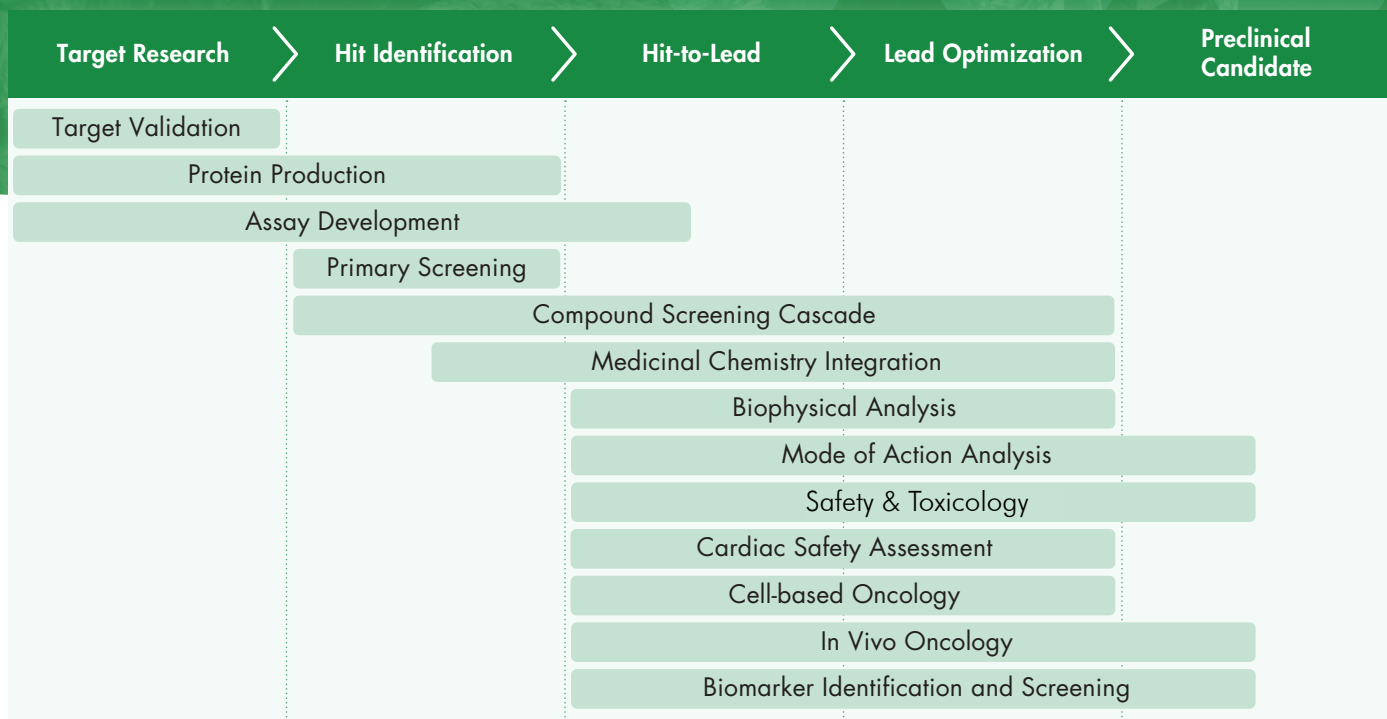 Target Research
Hit Identification
Hit-to-Lead
Lead Optimization
Preclinical
Candidate
Target Validation
Protein Production
Assay Development
Primary Screening
Compound Screening Cascade
Medicinal Chemistry Integration
Biophysical Analysis
Mode of Action Analysis
Safety & Toxicology
Cardiac Safety Assessment
Cell-based Oncology
In Vivo Oncology
Biomarker Identification and Screening